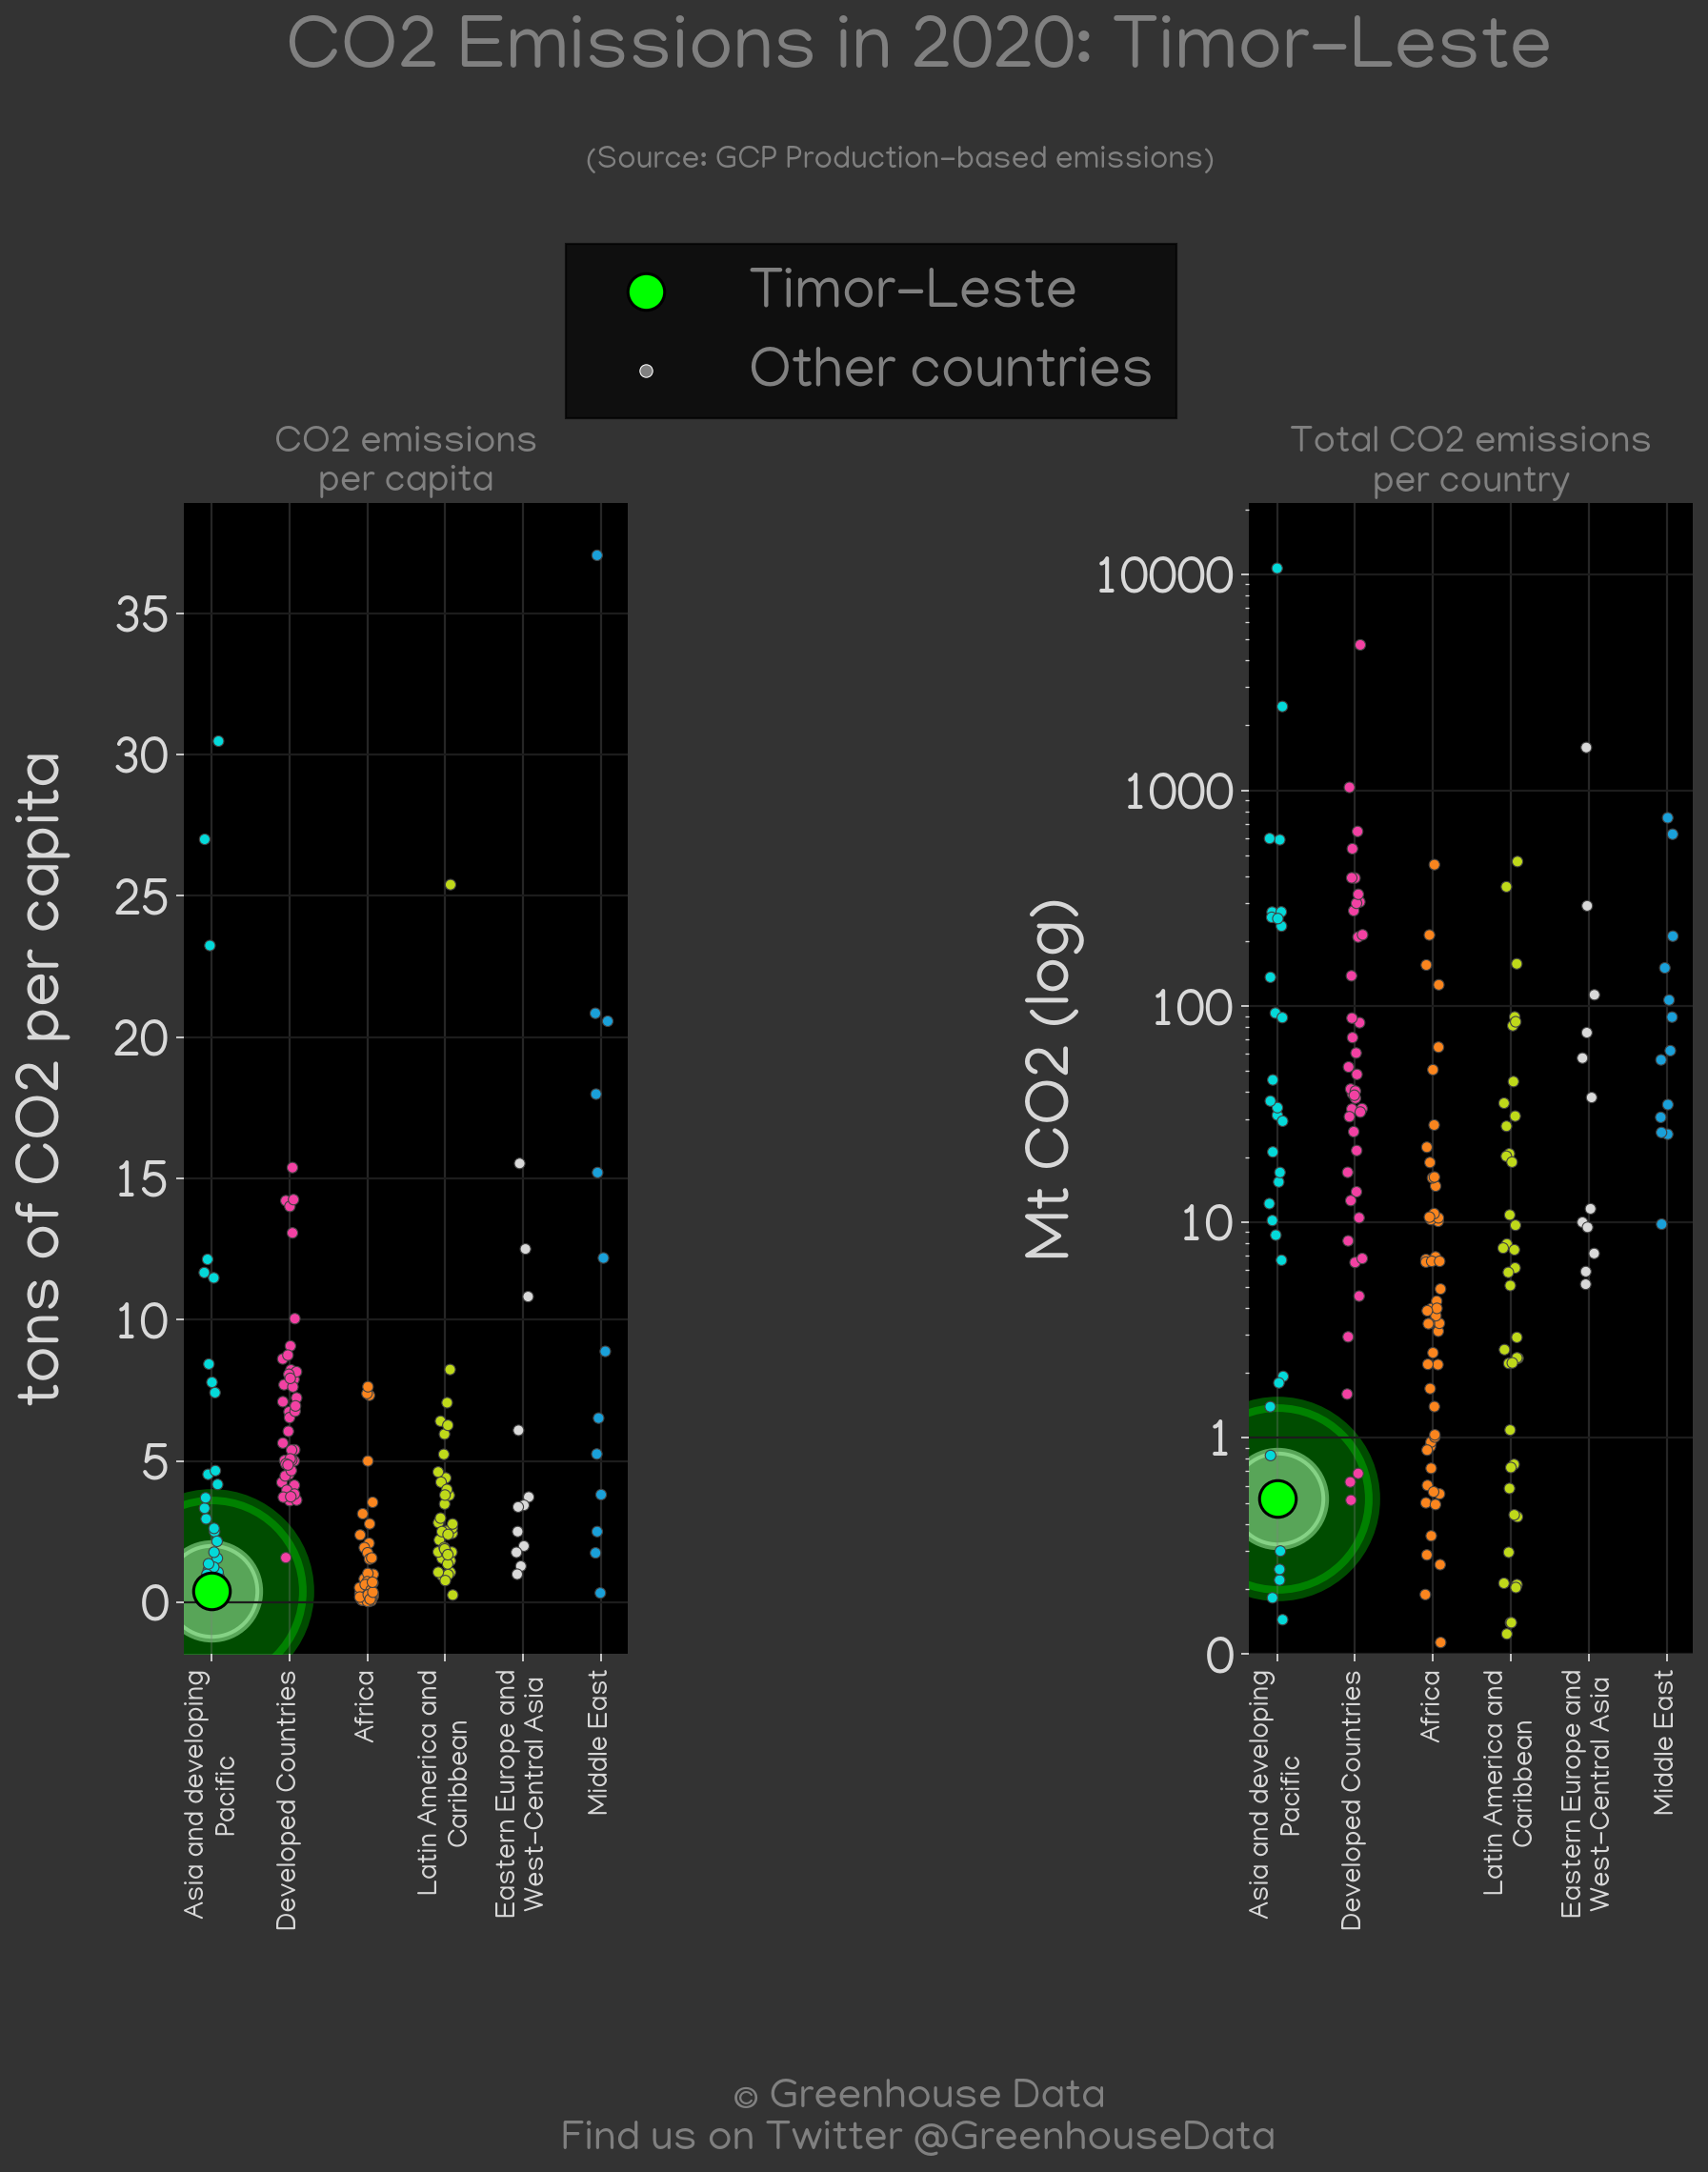 CO2 Emissions in 2020: Timor-Leste
(Source: GCP Production-based emissions)
Timor-Leste
Other countries
CO2 emissions
per capita
tons of CO2 per capita
35
30
25
20
15
10
5
0
Asia and developing
Pacific
Developed Countries
Africa
Latin America and
Caribbean
Eastern Europe and
West-Central Asia
Middle East
Total CO2 emissions
per country
Mt CO2 (log)
10000
1000
100
10
1
0
Asia and developing
Pacific
Developed Countries
Africa
Latin America and
Caribbean
Eastern Europe and
West-Central Asia
Middle East
© Greenhouse Data
Find us on Twitter @GreenhouseData